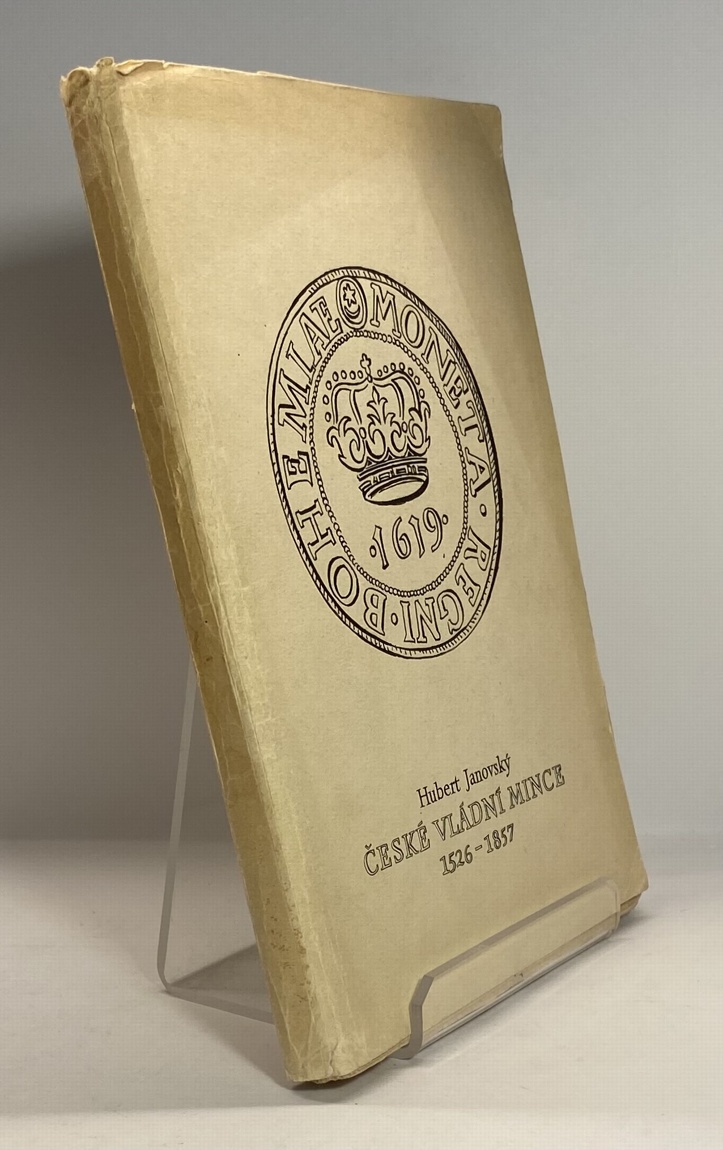 MONETA · REGNI · BOHEMIAE
· 1619 ·
Hubert Janovský
ČESKÉ VLÁDNÍ MINCE
1526 – 1857